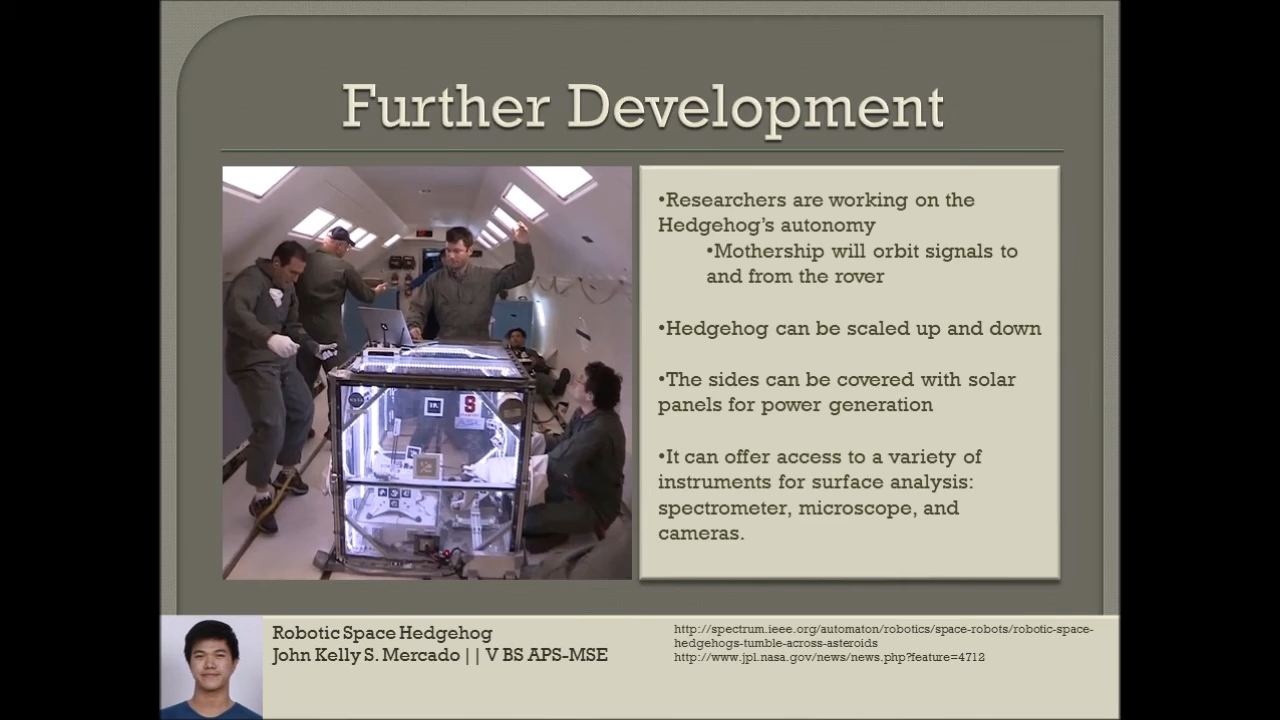 Further Development
•Researchers are working on the
Hedgehog's autonomy
•Mothership will orbit signals to
and from the rover
•Hedgehog can be scaled up and down
•The sides can be covered with solar
panels for power generation
•It can offer access to a variety of
instruments for surface analysis:
spectrometer, microscope, and
cameras.
Robotic Space Hedgehog
John Kelly S. Mercado || V BS APS-MSE
http://spectrum.ieee.org/automaton/robotics/space-robots/robotic-space-
hedgehogs-tumble-across-asteroids
http://www.jpl.nasa.gov/news/news.php?feature=4712